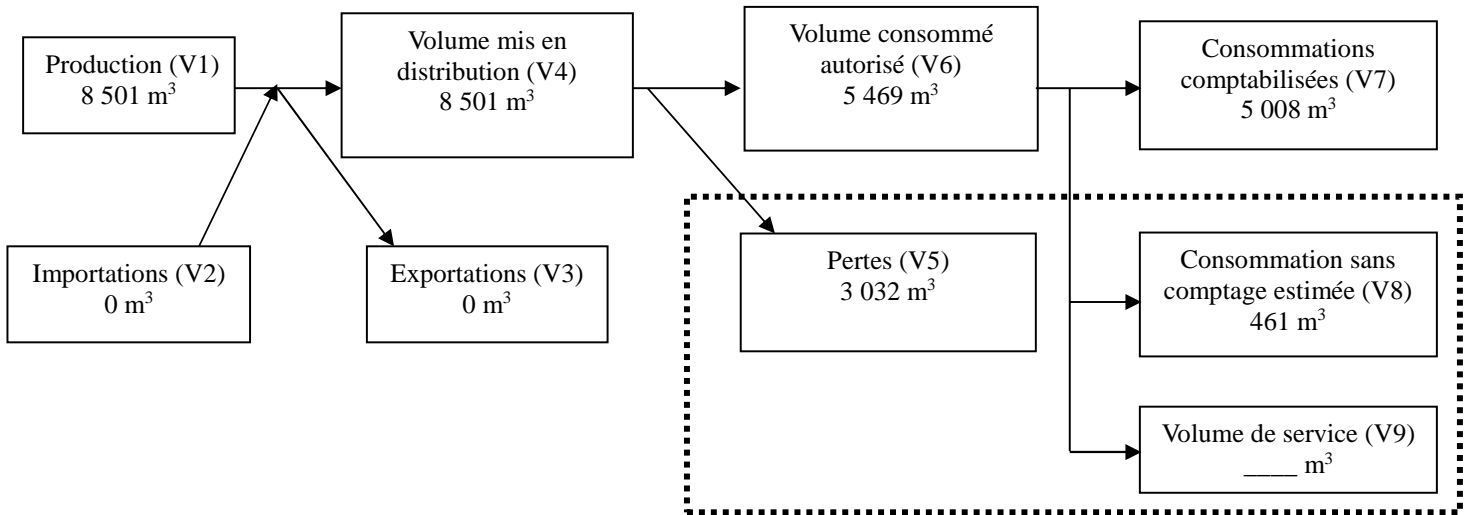 Production (V1)
8 501 m³
Volume mis en
distribution (V4)
8 501 m³
Volume consommé
autorisé (V6)
5 469 m³
Consommations
comptabilisées (V7)
5 008 m³
Importations (V2)
0 m³
Exportations (V3)
0 m³
Pertes (V5)
3 032 m³
Consommation sans
comptage estimée (V8)
461 m³
Volume de service (V9)
____ m³